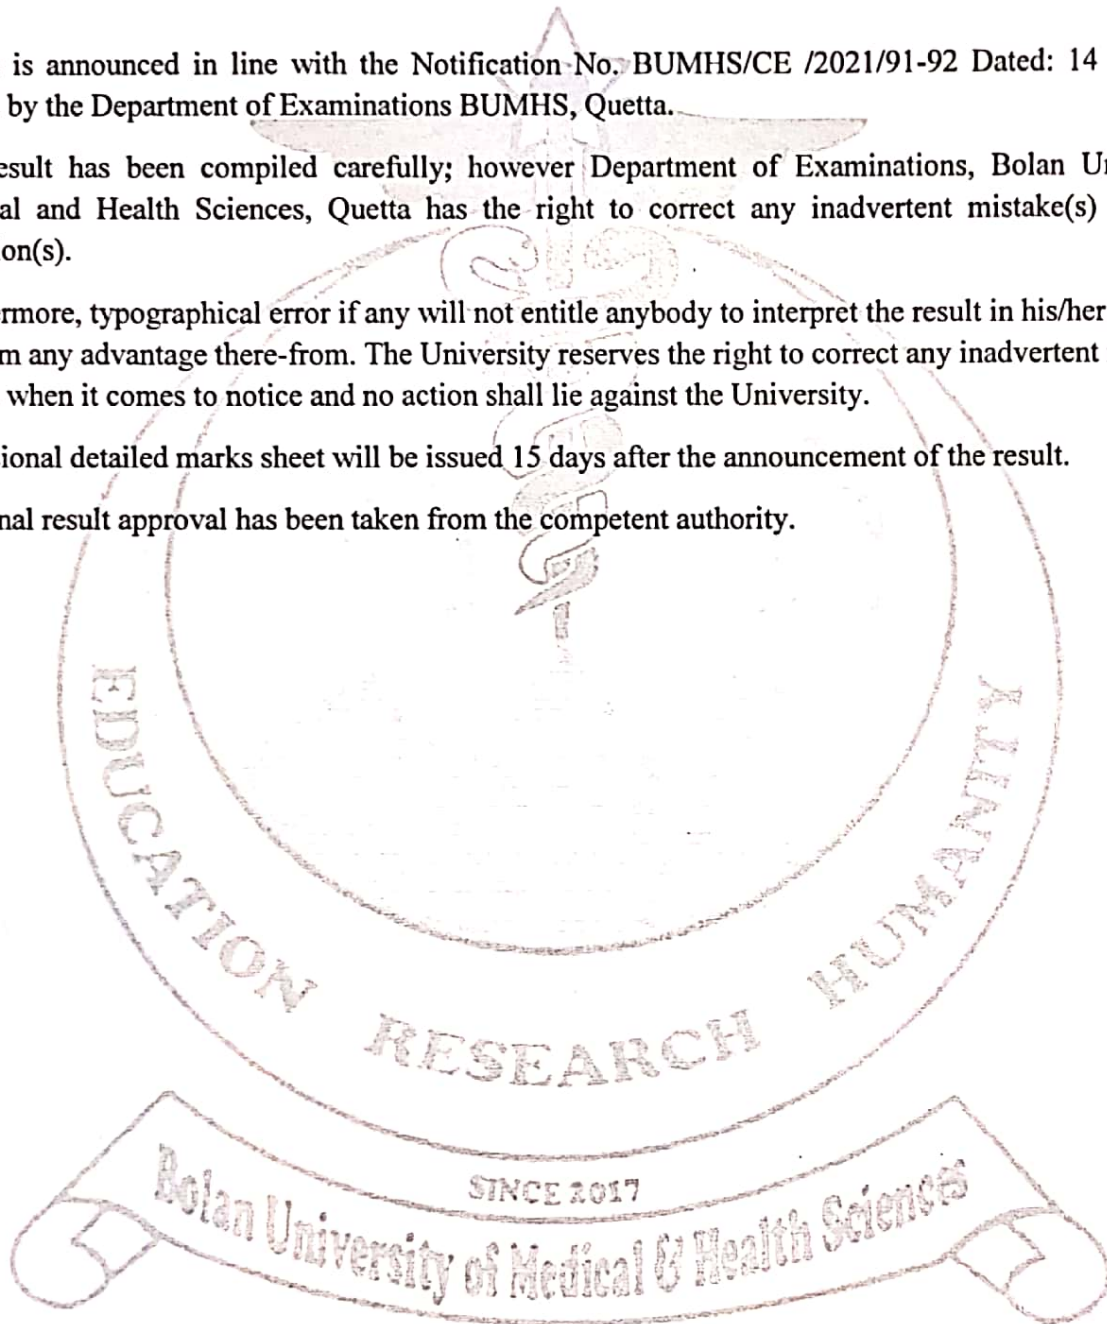 is announced in line with the Notification No. BUMHS/CE /2021/91-92 Dated: 14
by the Department of Examinations BUMHS, Quetta.
esult has been compiled carefully; however Department of Examinations, Bolan Un
al and Health Sciences, Quetta has the right to correct any inadvertent mistake(s)
on(s).
rmore, typographical error if any will not entitle anybody to interpret the result in his/her
m any advantage there-from. The University reserves the right to correct any inadvertent
when it comes to notice and no action shall lie against the University.
ional detailed marks sheet will be issued 15 days after the announcement of the result.
nal result approval has been taken from the competent authority.
EDUCATION RESEARCH HUMANITY
SINCE 2017
Bolan University of Medical & Health Sciences